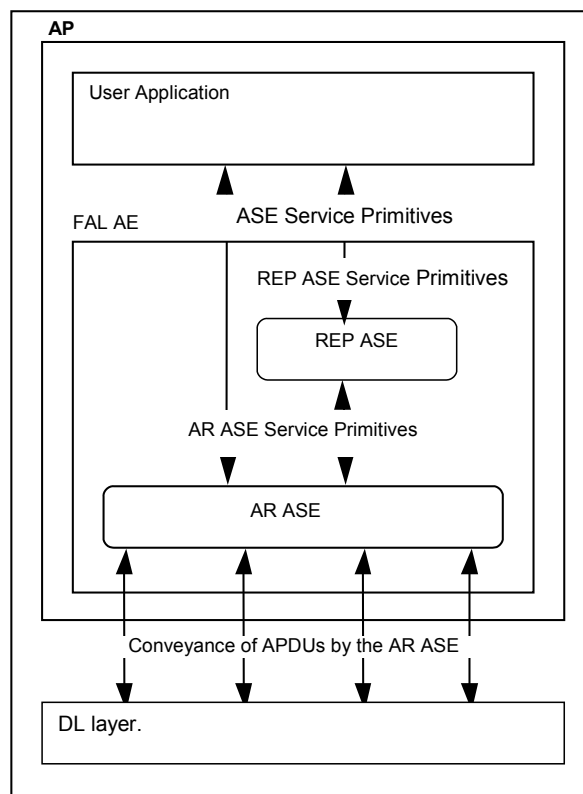 AP
User Application
ASE Service Primitives
FAL AE
REP ASE Service Primitives
REP ASE
AR ASE Service Primitives
AR ASE
Conveyance of APDUs by the AR ASE
DL layer.